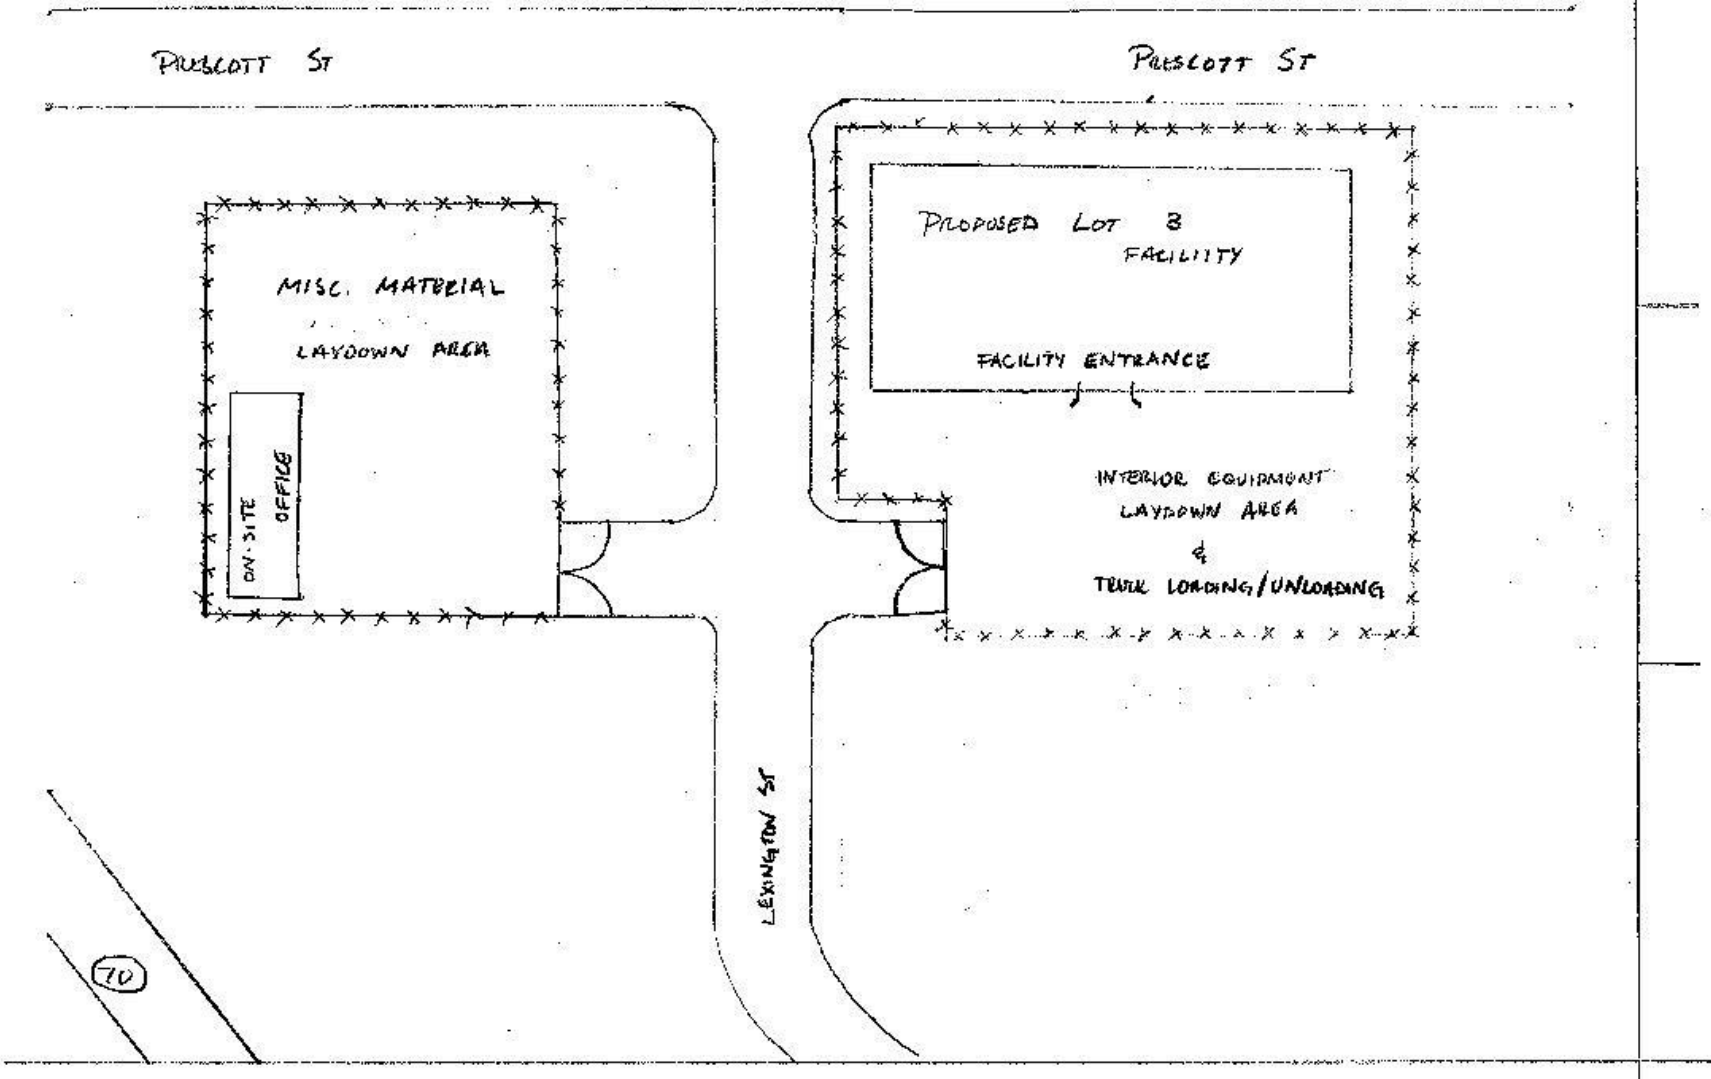 PRESCOTT ST
PRESCOTT ST
PROPOSED LOT 3
FACILIITY
MISC. MATERIAL
LAYDOWN AREA
FACILITY ENTRANCE
ON-SITE
OFFICE
INTERIOR EQUIPMENT
LAYDOWN AREA
&
TRUCK LOADING/UNLOADING
LEXINGTON ST
70